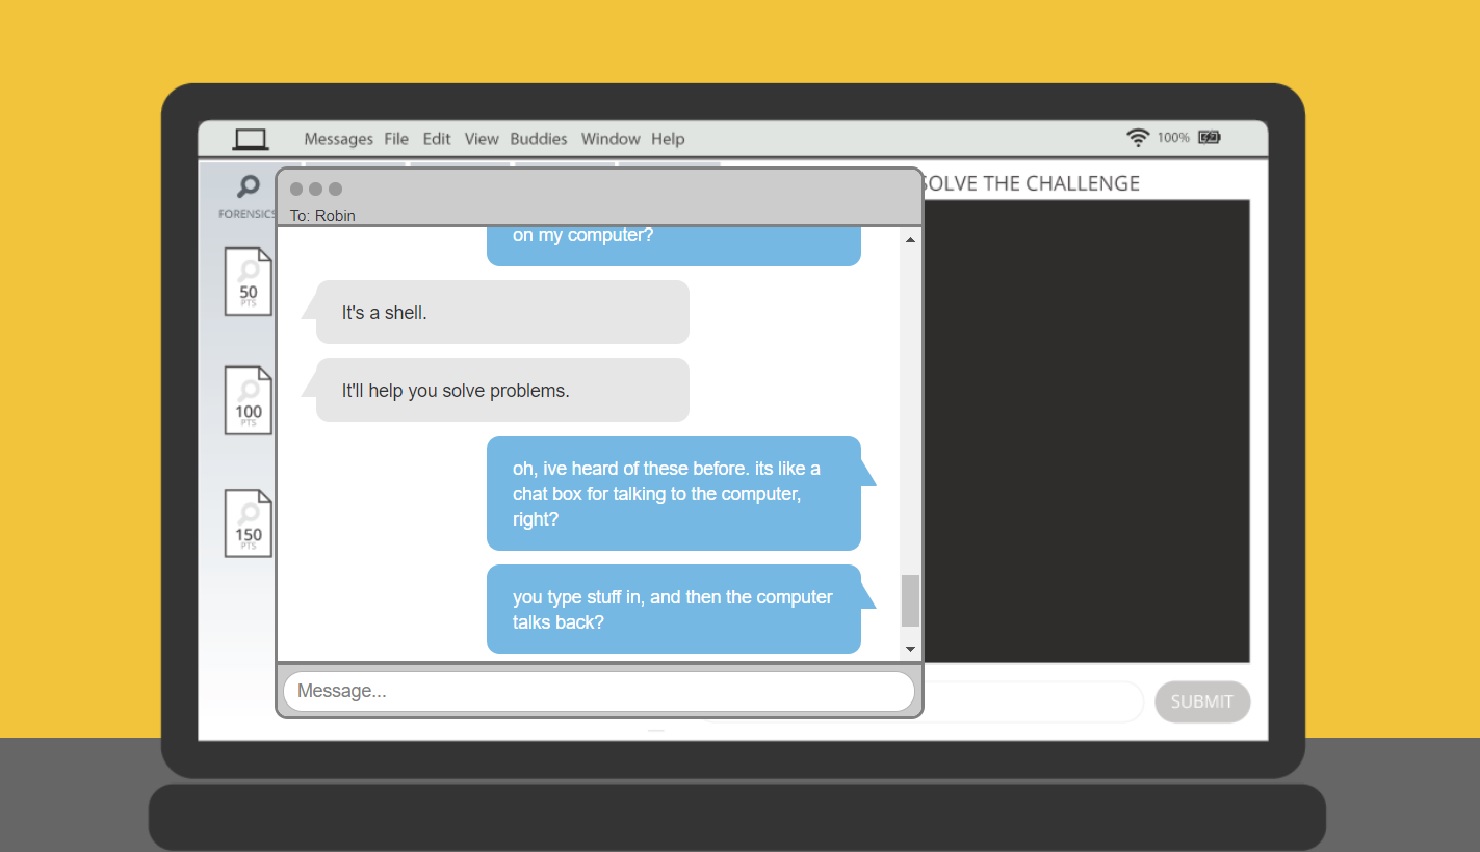 Messages File Edit View Buddies Window Help
100%
FORENSICS
50
PTS
100
PTS
150
PTS
To: Robin
on my computer?
It's a shell.
It'll help you solve problems.
oh, ive heard of these before. its like a
chat box for talking to the computer,
right?
you type stuff in, and then the computer
talks back?
Message...
SOLVE THE CHALLENGE
SUBMIT